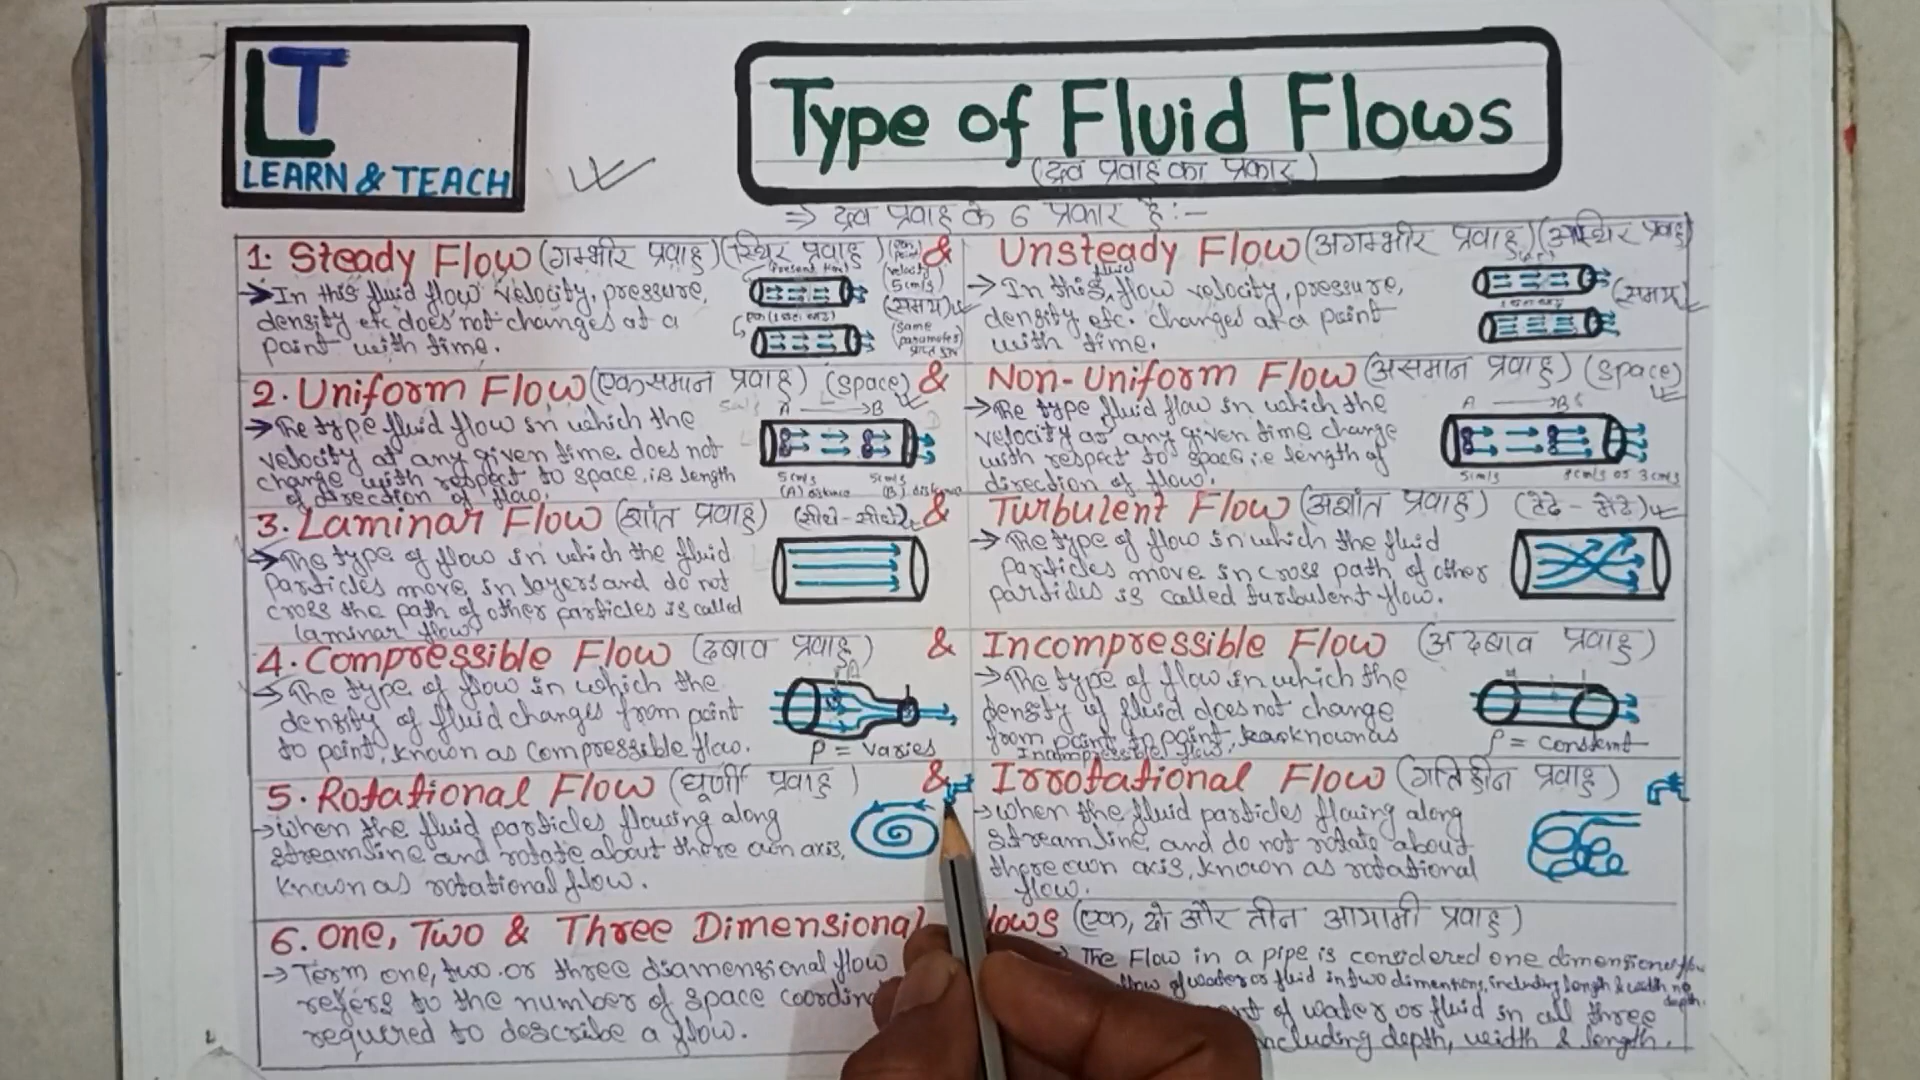 LT
LEARN & TEACH
Type of Fluid Flows
(द्रव प्रवाह का प्रकार)
⇒ द्रव प्रवाह के 6 प्रकार है:-
1. Steady Flow (गम्भीर प्रवाह) (स्थिर प्रवाह)
→ In this fluid flow velocity, pressure,
density etc does not changes at a
point with time.
(velocity
5cm/s)
(समय)
(same
& Unsteady Flow (अगम्भीर प्रवाह) (अस्थिर प्रवाह)
fluid
→ In this flow velocity, pressure,
density etc. changed at a point
with time.
(समय)
2. Uniform Flow (एकसमान प्रवाह) (space)
→ The type fluid flow in which the
velocity at any given time does not
change with respect to space, i.e length
of direction of flow.
A → B
5cm/s 5cm/s
(A) distance (B) distance
& Non-Uniform Flow (असमान प्रवाह) (space)
→ The type fluid flow in which the
velocity at any given time change
with respect to space, i.e length of
direction of flow.
A → B
5cm/s 7cm/s or 3cm/s
3. Laminar Flow (शांत प्रवाह) (सीधे-सीधे)
→ The type of flow in which the fluid
particles move in layers and do not
cross the path of other particles is called
laminar flow.
& Turbulent Flow (अशांत प्रवाह) (टेढे-मेढे)
→ The type of flow in which the fluid
particles move in cross path of other
particles is called turbulent flow.
4. Compressible Flow (दबाव प्रवाह)
→ The type of flow in which the
density of fluid changes from point
to point, known as compressible flow.
ρ = varies
& Incompressible Flow (अदबाव प्रवाह)
→ The type of flow in which the
density of fluid does not change
from point to point, known as
Incompressible flow.
ρ = constant
5. Rotational Flow (घूर्णी प्रवाह)
→ When the fluid particles flowing along
streamline and rotate about there own axis,
known as rotational flow.
& Irrotational Flow (गतिहीन प्रवाह)
→ When the fluid particles flowing along
streamline and do not rotate about
there own axis, known as rotational
flow.
6. One, Two & Three Dimensional Flows (एक, दो और तीन आयामी प्रवाह)
→ Term one, two or three diamensional flow
refers to the number of space coordin
required to describe a flow.
The Flow in a pipe is considered one dimensional flow
flow of water or fluid in two dimentions, including length & width no
depth.
of water or fluid in all three
including depth, width & length.